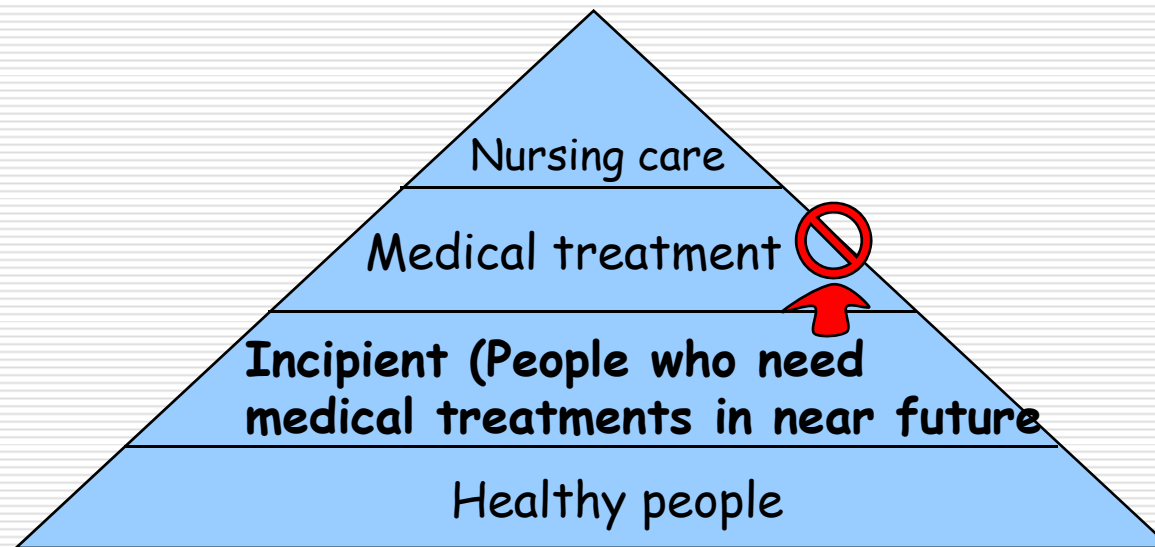 Nursing care
Medical treatment
Incipient (People who need
medical treatments in near future
Healthy people